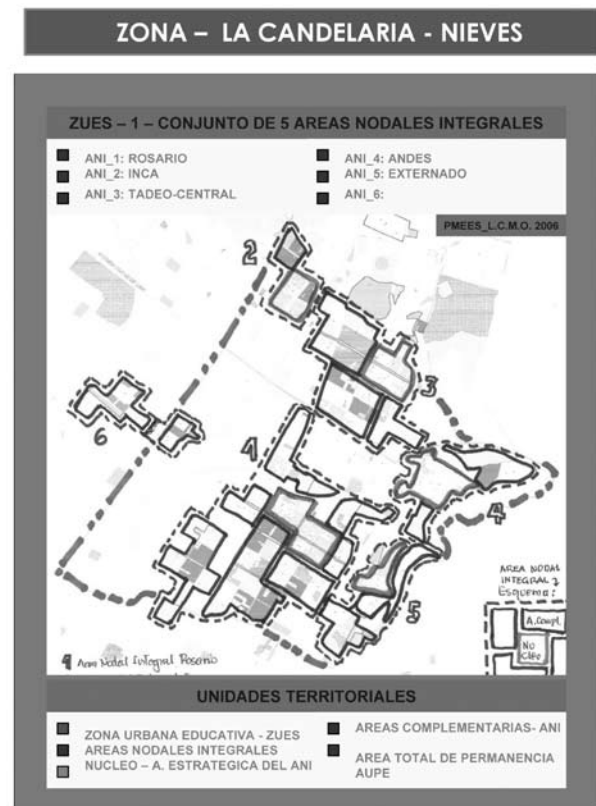 ZONA – LA CANDELARIA - NIEVES
ZUES – 1 – CONJUNTO DE 5 AREAS NODALES INTEGRALES
ANI_1: ROSARIO
ANI_2: INCA
ANI_3: TADEO-CENTRAL
ANI_4: ANDES
ANI_5: EXTERNADO
ANI_6:
PMEES_L.C.M.O. 2006
2
3
6
1
4
5
AREA NODAL
INTEGRAL
Esquema:
A. Compl.
NU
CLEO
1 Area Nodal Integral Rosario
UNIDADES TERRITORIALES
ZONA URBANA EDUCATIVA - ZUES
AREAS NODALES INTEGRALES
NUCLEO – A. ESTRATEGICA DEL ANI
AREAS COMPLEMENTARIAS- ANI
AREA TOTAL DE PERMANENCIA
AUPE